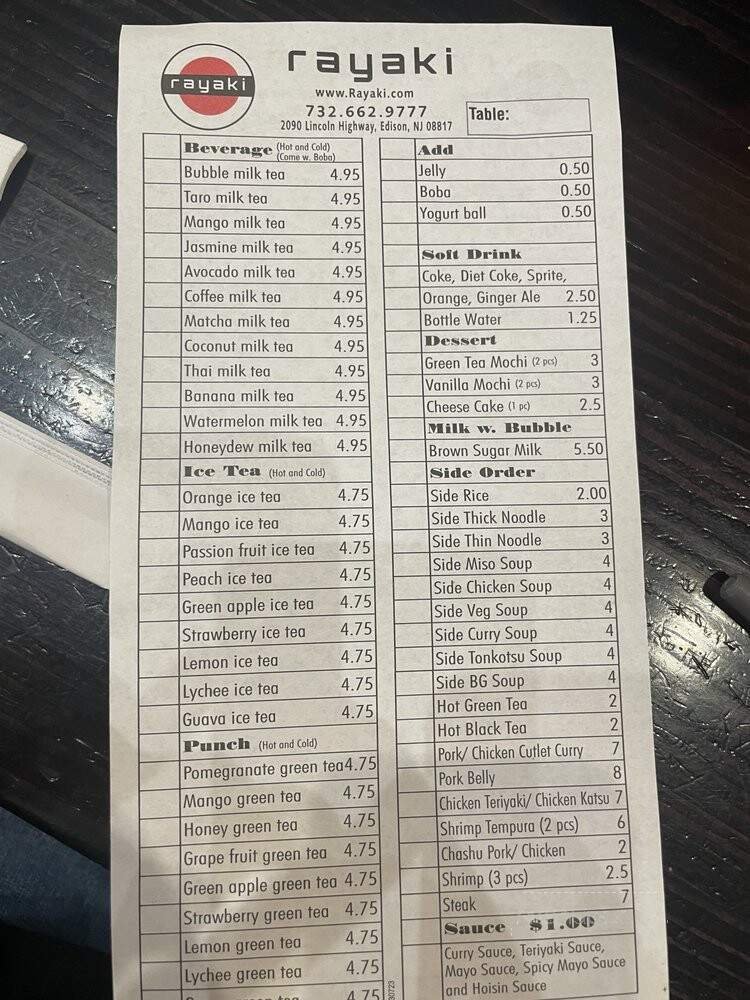 rayaki
rayaki
www.Rayaki.com
732.662.9777
2090 Lincoln Highway, Edison, NJ 08817
Table:
Beverage (Hot and Cold)
(Come w. Boba)
Bubble milk tea 4.95
Taro milk tea 4.95
Mango milk tea 4.95
Jasmine milk tea 4.95
Avocado milk tea 4.95
Coffee milk tea 4.95
Matcha milk tea 4.95
Coconut milk tea 4.95
Thai milk tea 4.95
Banana milk tea 4.95
Watermelon milk tea 4.95
Honeydew milk tea 4.95
Ice Tea (Hot and Cold)
Orange ice tea 4.75
Mango ice tea 4.75
Passion fruit ice tea 4.75
Peach ice tea 4.75
Green apple ice tea 4.75
Strawberry ice tea 4.75
Lemon ice tea 4.75
Lychee ice tea 4.75
Guava ice tea 4.75
Punch (Hot and Cold)
Pomegranate green tea 4.75
Mango green tea 4.75
Honey green tea 4.75
Grape fruit green tea 4.75
Green apple green tea 4.75
Strawberry green tea 4.75
Lemon green tea 4.75
Lychee green tea 4.75
green tea 4.75
Add
Jelly 0.50
Boba 0.50
Yogurt ball 0.50
Soft Drink
Coke, Diet Coke, Sprite,
Orange, Ginger Ale 2.50
Bottle Water 1.25
Dessert
Green Tea Mochi (2 pcs) 3
Vanilla Mochi (2 pcs) 3
Cheese Cake (1 pc) 2.5
Milk w. Bubble
Brown Sugar Milk 5.50
Side Order
Side Rice 2.00
Side Thick Noodle 3
Side Thin Noodle 3
Side Miso Soup 4
Side Chicken Soup 4
Side Veg Soup 4
Side Curry Soup 4
Side Tonkotsu Soup 4
Side BG Soup 4
Hot Green Tea 2
Hot Black Tea 2
Pork/ Chicken Cutlet Curry 7
Pork Belly 8
Chicken Teriyaki/ Chicken Katsu 7
Shrimp Tempura (2 pcs) 6
Chashu Pork/ Chicken 2
Shrimp (3 pcs) 2.5
Steak 7
Sauce $1.00
Curry Sauce, Teriyaki Sauce,
Mayo Sauce, Spicy Mayo Sauce
and Hoisin Sauce